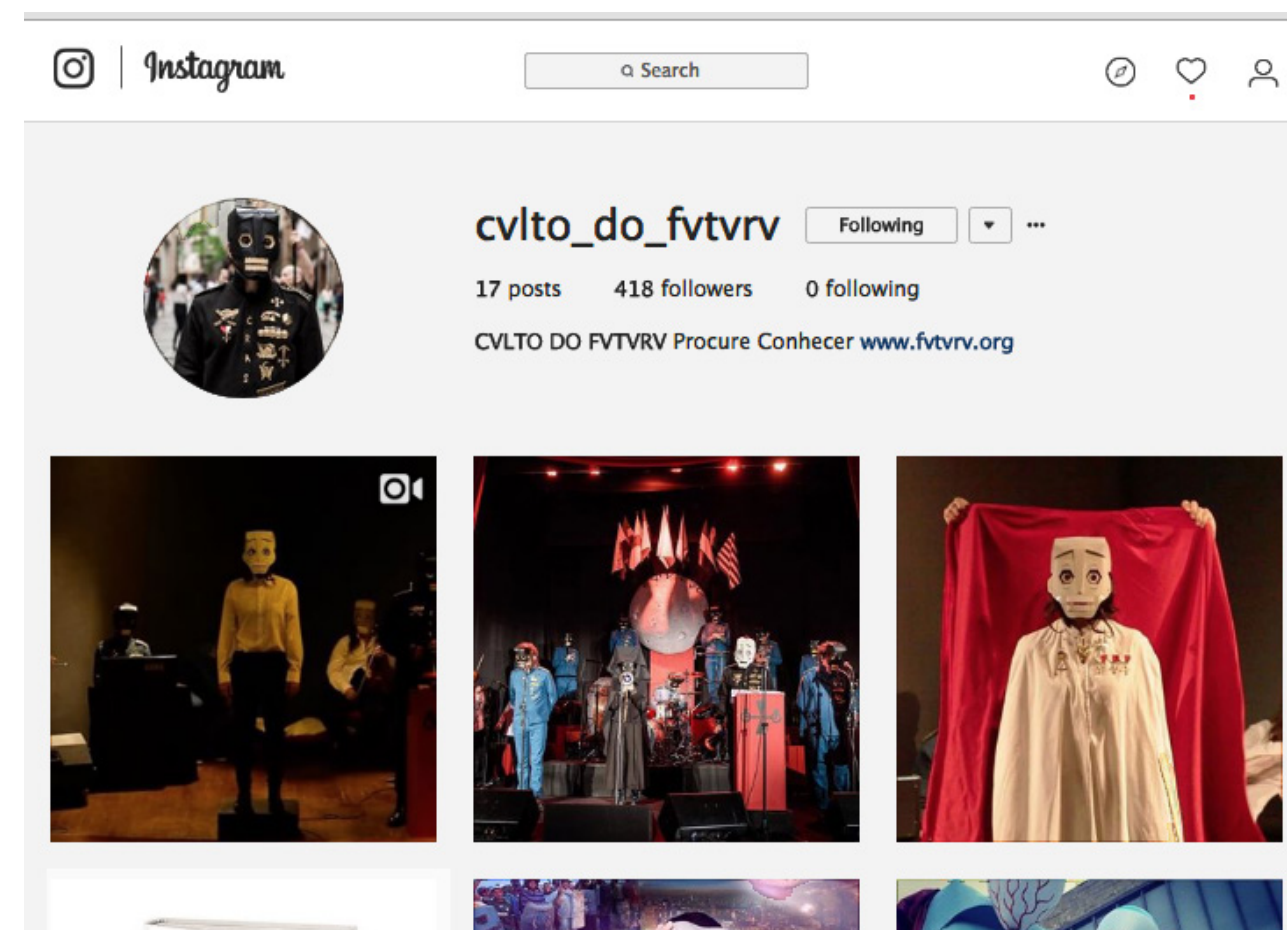 Instagram
Search
cvlto_do_fvtvrv Following
17 posts 418 followers 0 following
CVLTO DO FVTVRV Procure Conhecer www.fvtvrv.org
C
R
A
S